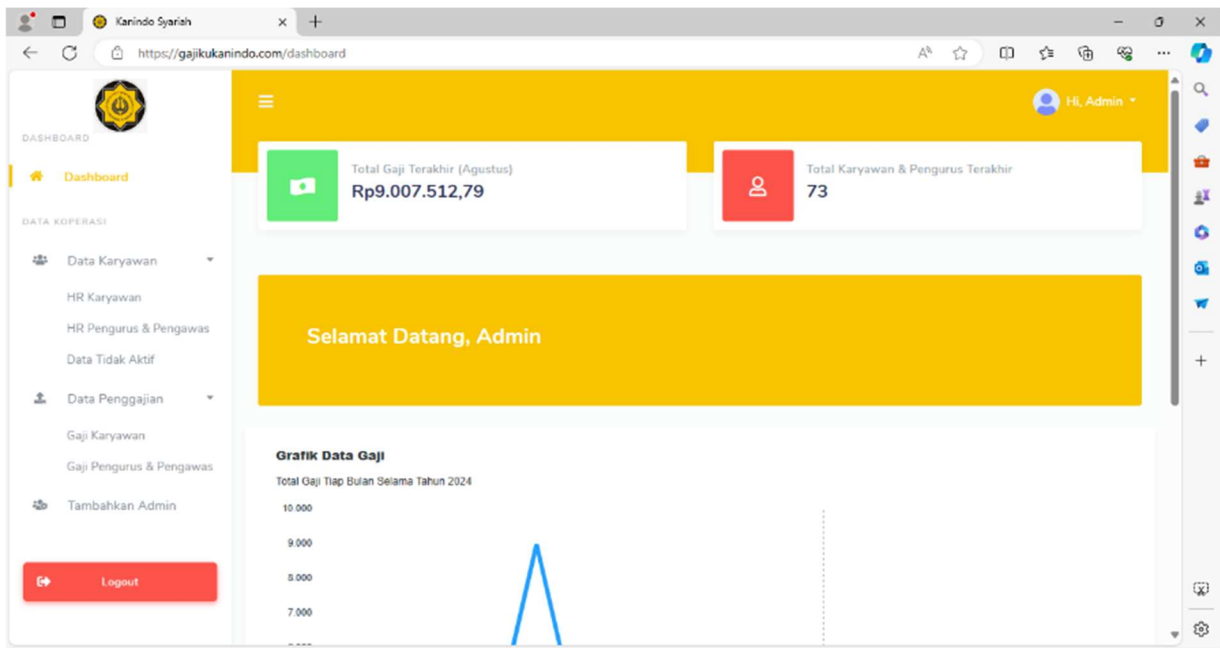 Kanindo Syariah
https://gajikukanindo.com/dashboard
DASHBOARD
Dashboard
DATA KOPERASI
Data Karyawan
HR Karyawan
HR Pengurus & Pengawas
Data Tidak Aktif
Data Penggajian
Gaji Karyawan
Gaji Pengurus & Pengawas
Tambahkan Admin
Logout
Hi, Admin
Total Gaji Terakhir (Agustus)
Rp9.007.512,79
Total Karyawan & Pengurus Terakhir
73
Selamat Datang, Admin
Grafik Data Gaji
Total Gaji Tiap Bulan Selama Tahun 2024
10.000
9.000
8.000
7.000